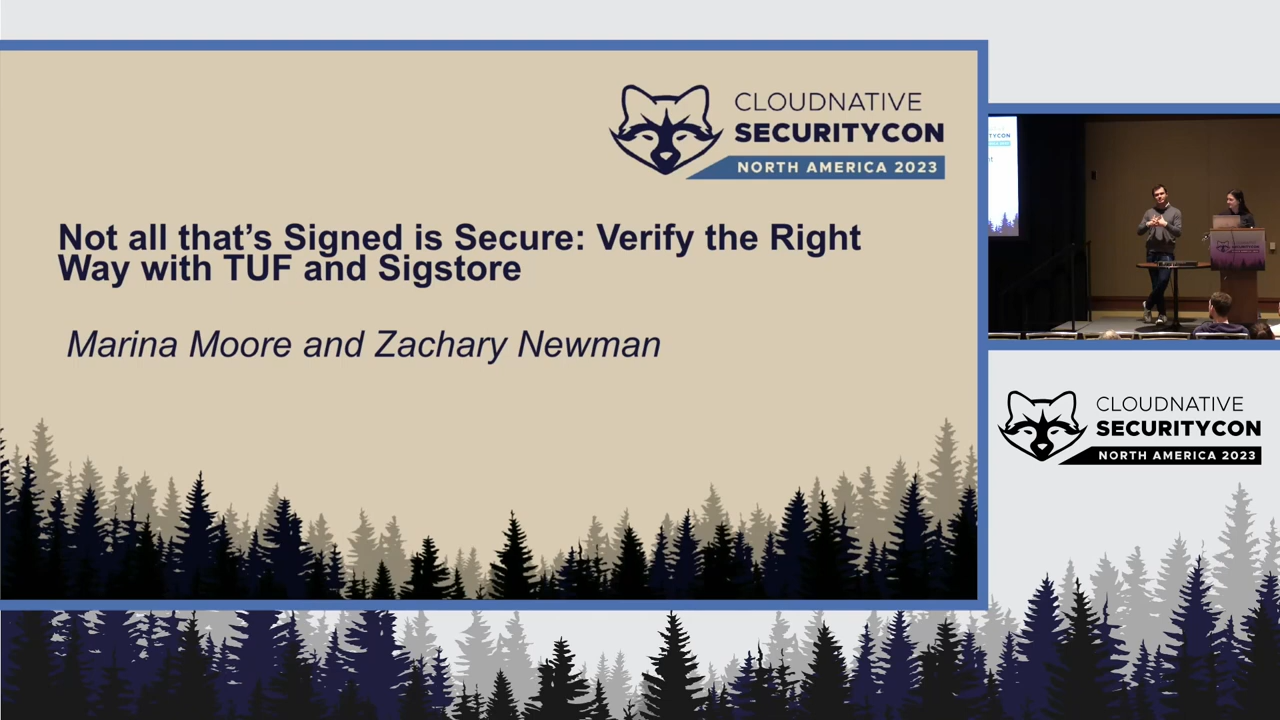 CLOUDNATIVE
SECURITYCON
NORTH AMERICA 2023
Not all that’s Signed is Secure: Verify the Right
Way with TUF and Sigstore
Marina Moore and Zachary Newman
CLOUDNATIVE
SECURITYCON
NORTH AMERICA 2023